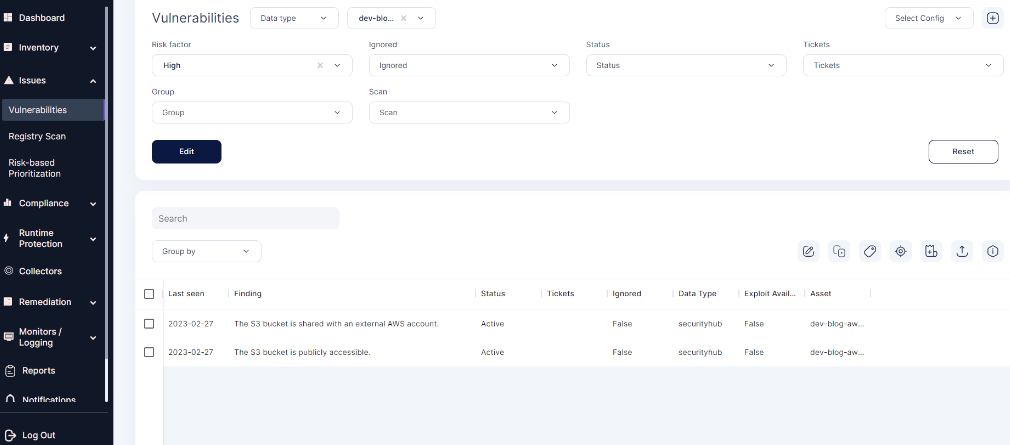 Dashboard
Inventory
Issues
Vulnerabilities
Registry Scan
Risk-based
Prioritization
Compliance
Runtime
Protection
Collectors
Remediation
Monitors /
Logging
Reports
Notifications
Log Out
Vulnerabilities
Data type
dev-blo...
Select Config
Risk factor
Ignored
Status
Tickets
High
Ignored
Status
Tickets
Group
Scan
Group
Scan
Edit
Reset
Search
Group by
Last seen Finding Status Tickets Ignored Data Type Exploit Avail... Asset
2023-02-27 The S3 bucket is shared with an external AWS account. Active False securityhub False dev-blog-aw...
2023-02-27 The S3 bucket is publicly accessible. Active False securityhub False dev-blog-aw...